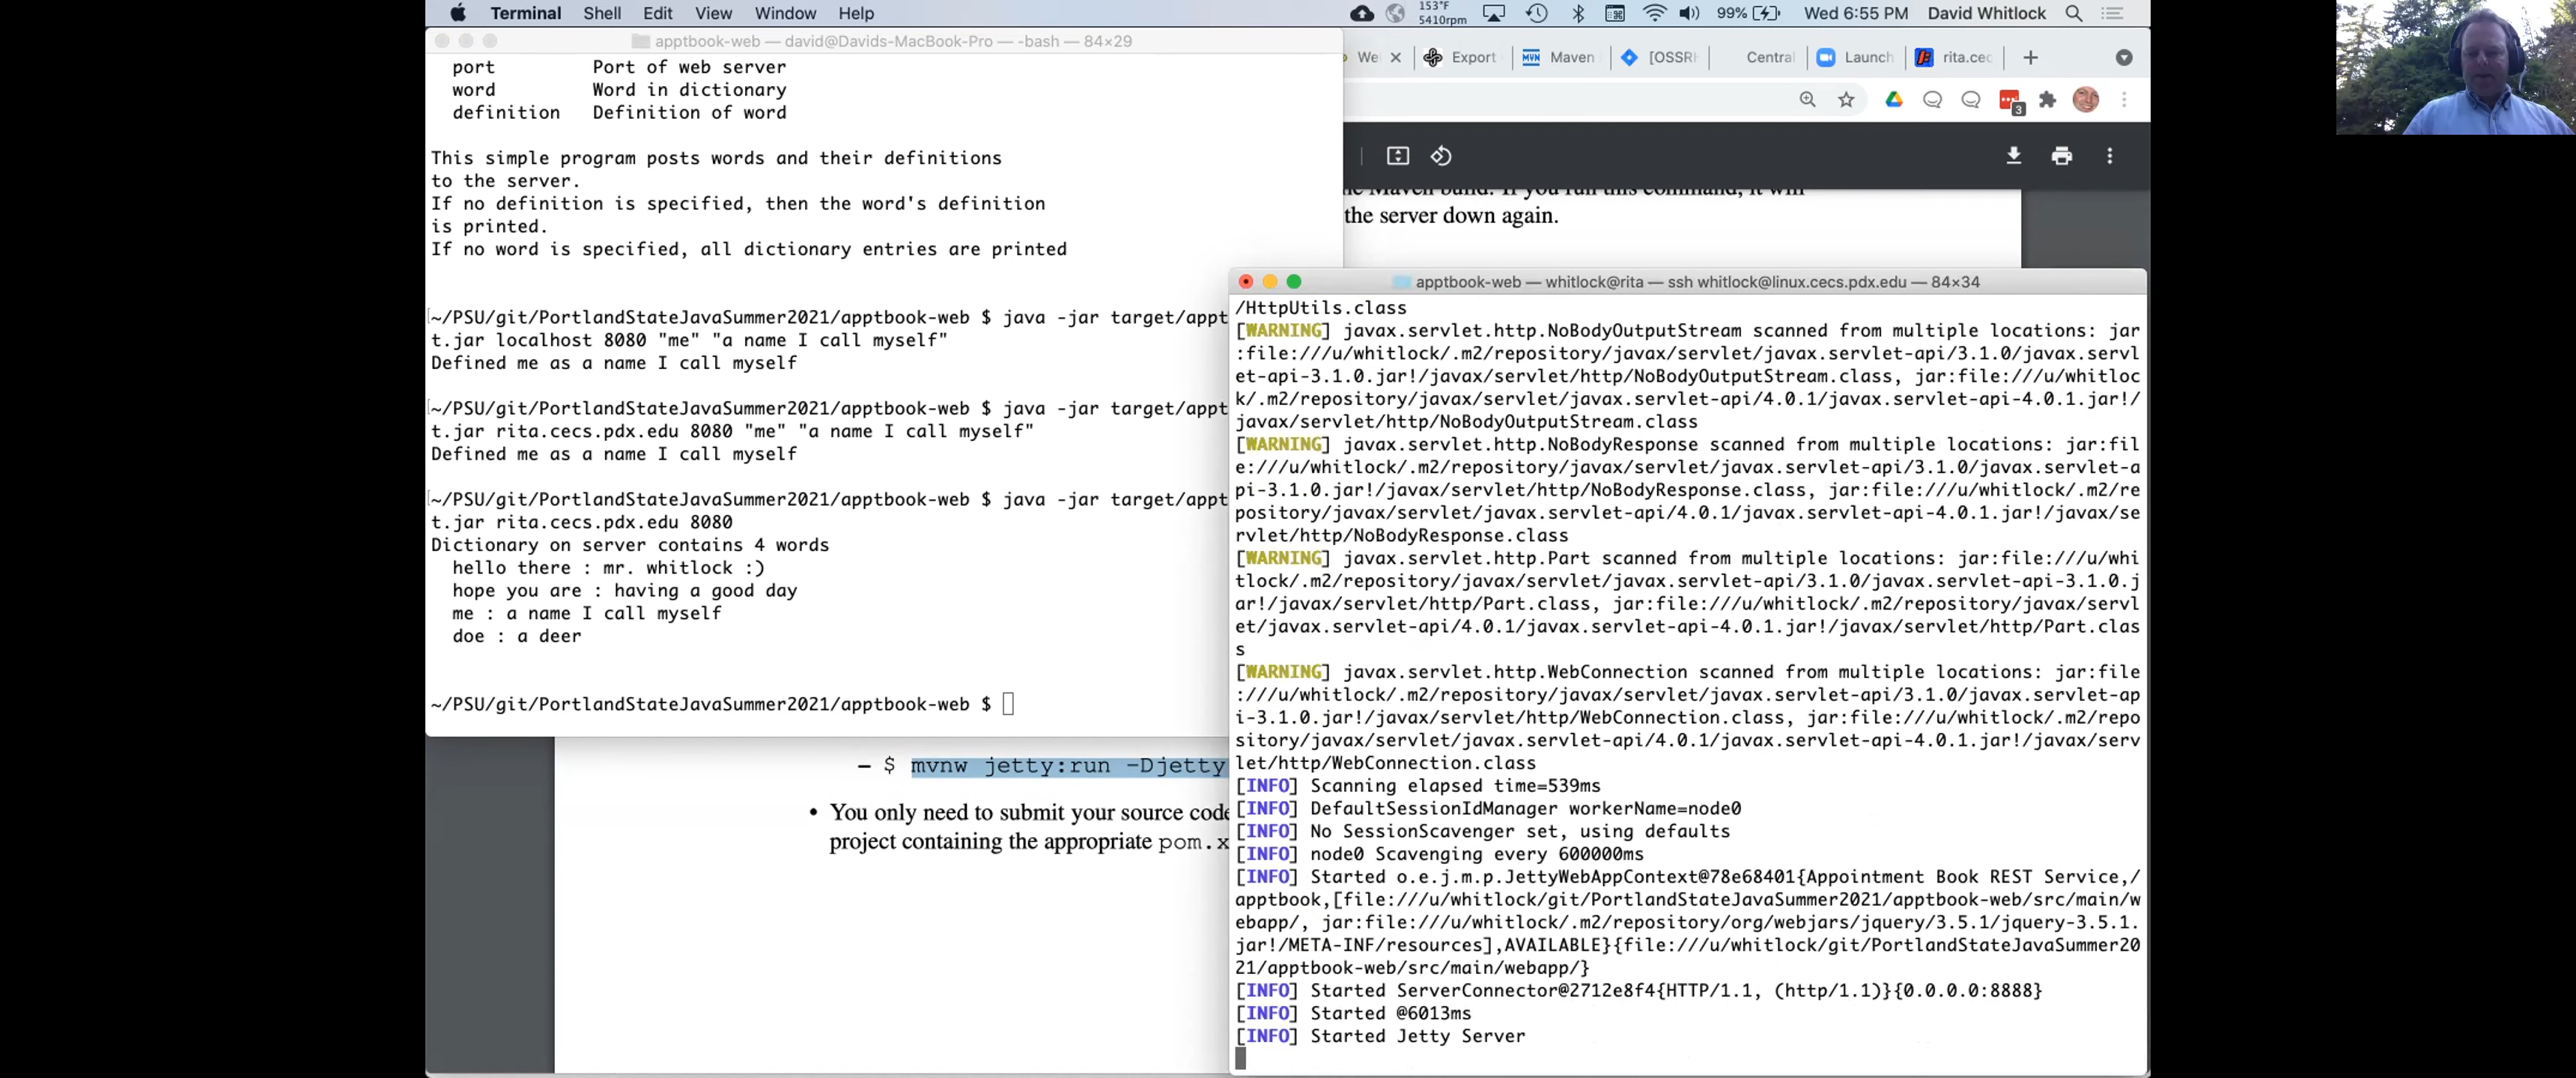 Terminal Shell Edit View Window Help
153°F
5410rpm
99%
Wed 6:55 PM David Whitlock
apptbook-web — david@Davids-MacBook-Pro — -bash — 84×29
port Port of web server
word Word in dictionary
definition Definition of word
This simple program posts words and their definitions
to the server.
If no definition is specified, then the word's definition
is printed.
If no word is specified, all dictionary entries are printed
~/PSU/git/PortlandStateJavaSummer2021/apptbook-web $ java -jar target/appt
t.jar localhost 8080 "me" "a name I call myself"
Defined me as a name I call myself
~/PSU/git/PortlandStateJavaSummer2021/apptbook-web $ java -jar target/appt
t.jar rita.cecs.pdx.edu 8080 "me" "a name I call myself"
Defined me as a name I call myself
~/PSU/git/PortlandStateJavaSummer2021/apptbook-web $ java -jar target/appt
t.jar rita.cecs.pdx.edu 8080
Dictionary on server contains 4 words
hello there : mr. whitlock :)
hope you are : having a good day
me : a name I call myself
doe : a deer
~/PSU/git/PortlandStateJavaSummer2021/apptbook-web $
We Export MVN Maven [OSSRH Central Launch rita.cec
3
the Maven build. If you run this command, it will
the server down again.
– $ mvnw jetty:run -Djetty
• You only need to submit your source code
project containing the appropriate pom.x
apptbook-web — whitlock@rita — ssh whitlock@linux.cecs.pdx.edu — 84×34
/HttpUtils.class
[WARNING] javax.servlet.http.NoBodyOutputStream scanned from multiple locations: jar
:file:///u/whitlock/.m2/repository/javax/servlet/javax.servlet-api/3.1.0/javax.servl
et-api-3.1.0.jar!/javax/servlet/http/NoBodyOutputStream.class, jar:file:///u/whitloc
k/.m2/repository/javax/servlet/javax.servlet-api/4.0.1/javax.servlet-api-4.0.1.jar!/
javax/servlet/http/NoBodyOutputStream.class
[WARNING] javax.servlet.http.NoBodyResponse scanned from multiple locations: jar:fil
e:///u/whitlock/.m2/repository/javax/servlet/javax.servlet-api/3.1.0/javax.servlet-a
pi-3.1.0.jar!/javax/servlet/http/NoBodyResponse.class, jar:file:///u/whitlock/.m2/re
pository/javax/servlet/javax.servlet-api/4.0.1/javax.servlet-api-4.0.1.jar!/javax/se
rvlet/http/NoBodyResponse.class
[WARNING] javax.servlet.http.Part scanned from multiple locations: jar:file:///u/whi
tlock/.m2/repository/javax/servlet/javax.servlet-api/3.1.0/javax.servlet-api-3.1.0.j
ar!/javax/servlet/http/Part.class, jar:file:///u/whitlock/.m2/repository/javax/servl
et/javax.servlet-api/4.0.1/javax.servlet-api-4.0.1.jar!/javax/servlet/http/Part.clas
s
[WARNING] javax.servlet.http.WebConnection scanned from multiple locations: jar:file
:///u/whitlock/.m2/repository/javax/servlet/javax.servlet-api/3.1.0/javax.servlet-ap
i-3.1.0.jar!/javax/servlet/http/WebConnection.class, jar:file:///u/whitlock/.m2/repo
sitory/javax/servlet/javax.servlet-api/4.0.1/javax.servlet-api-4.0.1.jar!/javax/serv
let/http/WebConnection.class
[INFO] Scanning elapsed time=539ms
[INFO] DefaultSessionIdManager workerName=node0
[INFO] No SessionScavenger set, using defaults
[INFO] node0 Scavenging every 600000ms
[INFO] Started o.e.j.m.p.JettyWebAppContext@78e68401{Appointment Book REST Service,/
apptbook,[file:///u/whitlock/git/PortlandStateJavaSummer2021/apptbook-web/src/main/w
ebapp/, jar:file:///u/whitlock/.m2/repository/org/webjars/jquery/3.5.1/jquery-3.5.1.
jar!/META-INF/resources],AVAILABLE}{file:///u/whitlock/git/PortlandStateJavaSummer20
21/apptbook-web/src/main/webapp/}
[INFO] Started ServerConnector@2712e8f4{HTTP/1.1, (http/1.1)}{0.0.0.0:8888}
[INFO] Started @6013ms
[INFO] Started Jetty Server